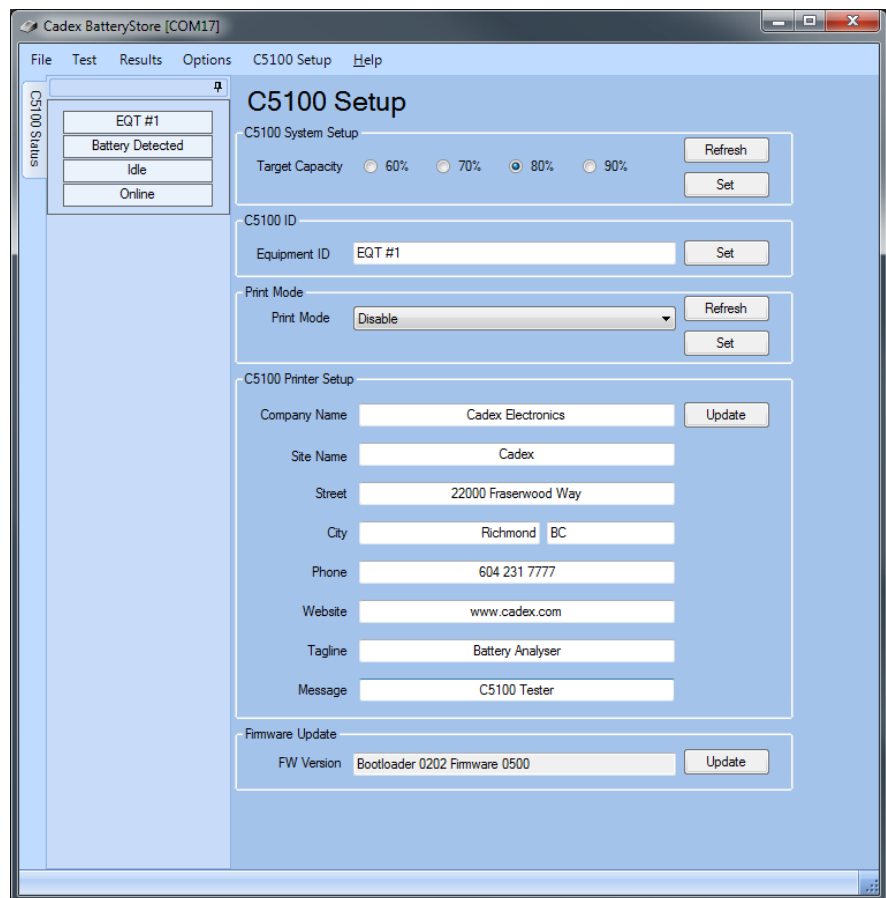 Cadex BatteryStore [COM17]
File Test Results Options C5100 Setup Help
C5100 Status
EQT #1
Battery Detected
Idle
Online
C5100 Setup
C5100 System Setup
Target Capacity 60% 70% 80% 90%
Refresh
Set
C5100 ID
Equipment ID EQT #1 Set
Print Mode
Print Mode Disable
Refresh
Set
C5100 Printer Setup
Company Name Cadex Electronics Update
Site Name Cadex
Street 22000 Fraserwood Way
City Richmond BC
Phone 604 231 7777
Website www.cadex.com
Tagline Battery Analyser
Message C5100 Tester
Firmware Update
FW Version Bootloader 0202 Firmware 0500 Update